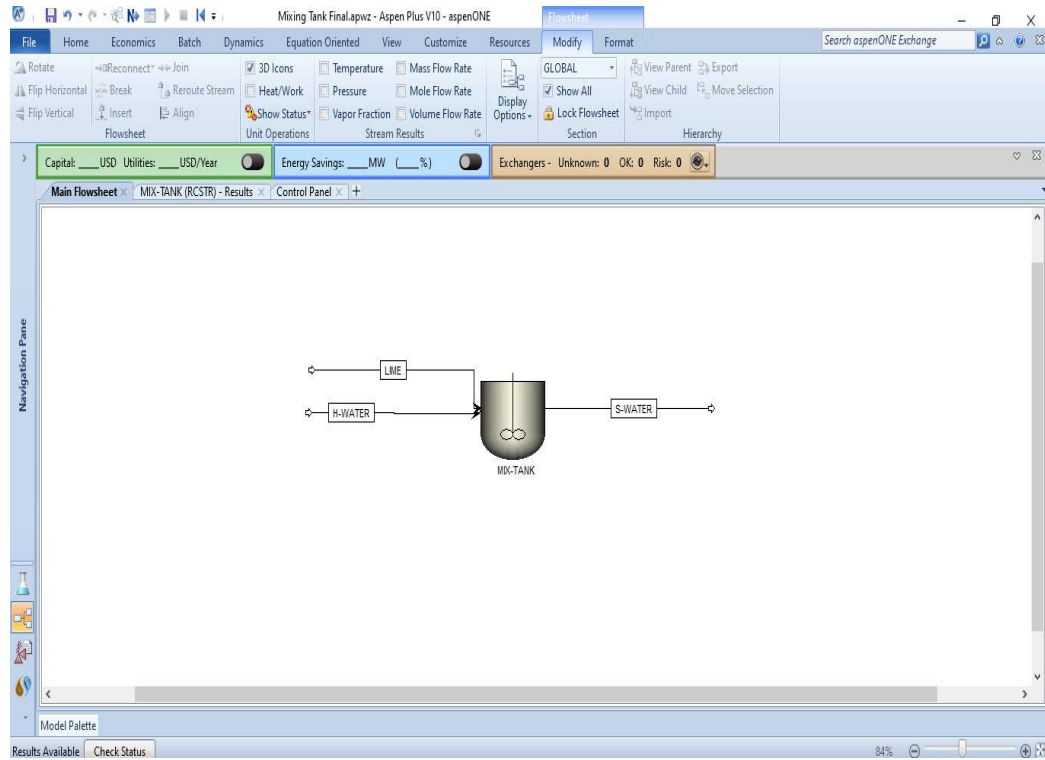 Mixing Tank Final.apwz - Aspen Plus V10 - aspenONE
Flowsheet
File Home Economics Batch Dynamics Equation Oriented View Customize Resources Modify Format
Search aspenONE Exchange
Rotate Reconnect Join 3D Icons Temperature Mass Flow Rate GLOBAL View Parent Export
Flip Horizontal Break Reroute Stream Heat/Work Pressure Mole Flow Rate Display Options Show All View Child Move Selection
Flip Vertical Insert Align Show Status Vapor Fraction Volume Flow Rate Lock Flowsheet Import
Flowsheet Unit Operations Stream Results Section Hierarchy
Capital: ____USD Utilities: ____USD/Year Energy Savings: ____MW (____%) Exchangers - Unknown: 0 OK: 0 Risk: 0
Main Flowsheet MIX-TANK (RCSTR) - Results Control Panel +
Navigation Pane
LIME
H-WATER
S-WATER
MIX-TANK
Model Palette
Results Available Check Status 84%